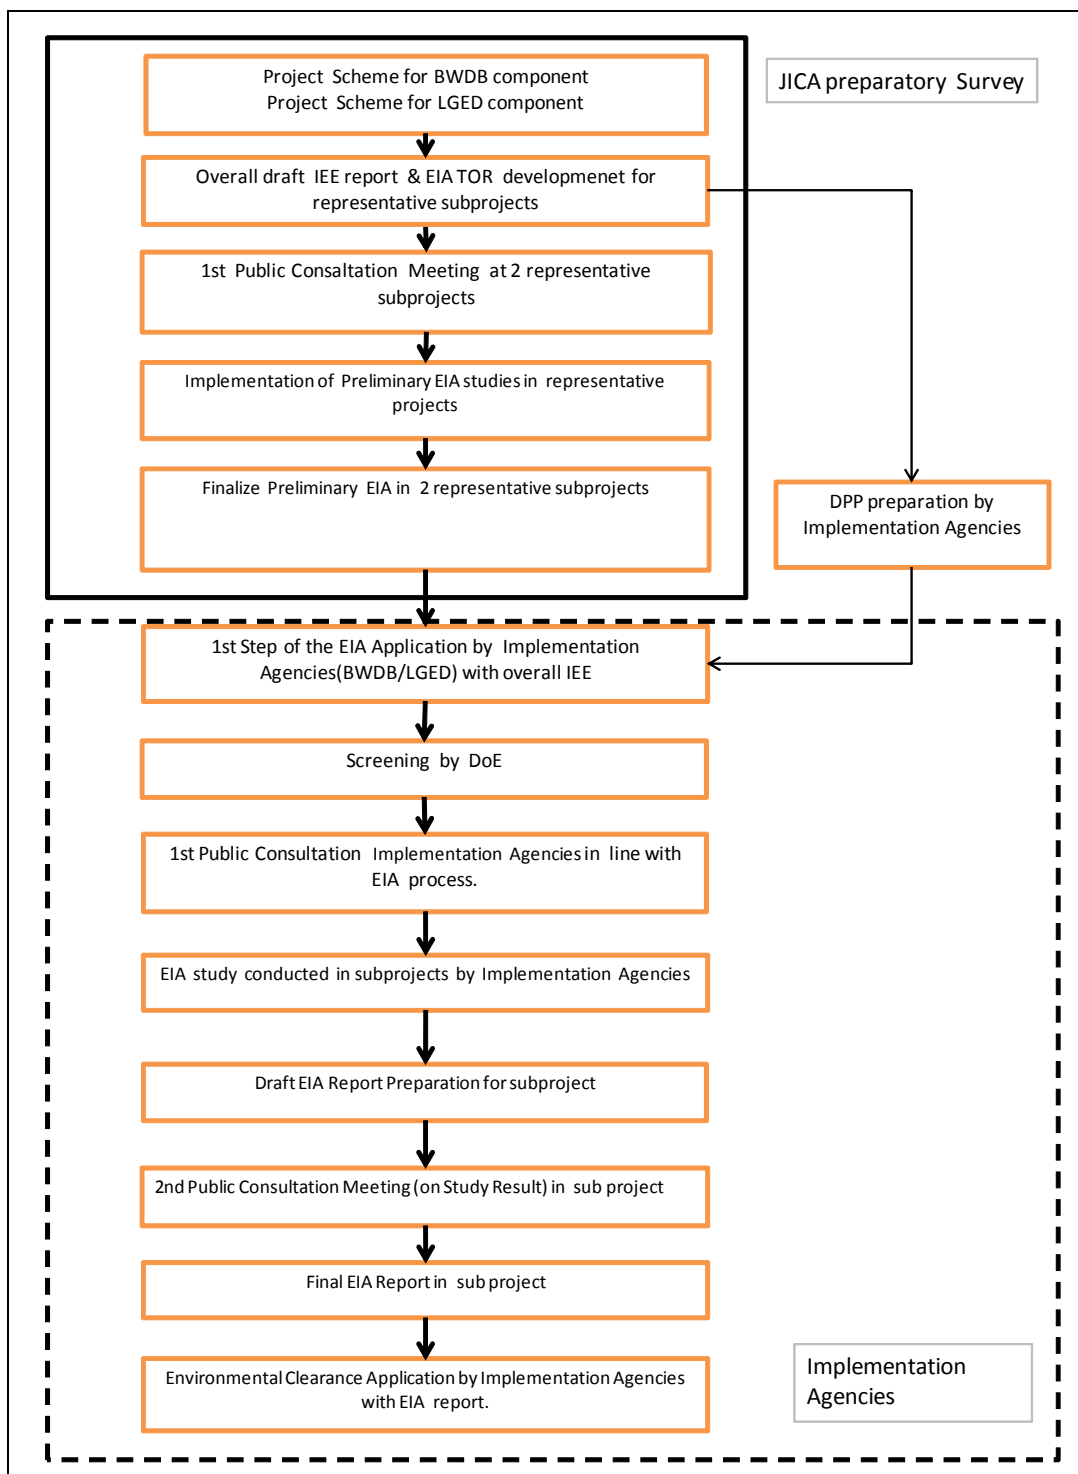 Project Scheme for BWDB component
Project Scheme for LGED component
JICA preparatory Survey
Overall draft IEE report & EIA TOR developmenet for
representative subprojects
1st Public Consaltation Meeting at 2 representative
subprojects
Implementation of Preliminary EIA studies in representative
projects
Finalize Preliminary EIA in 2 representative subprojects
DPP preparation by
Implementation Agencies
1st Step of the EIA Application by Implementation
Agencies(BWDB/LGED) with overall IEE
Screening by DoE
1st Public Consultation Implementation Agencies in line with
EIA process.
EIA study conducted in subprojects by Implementation Agencies
Draft EIA Report Preparation for subproject
2nd Public Consultation Meeting (on Study Result) in sub project
Final EIA Report in sub project
Environmental Clearance Application by Implementation Agencies
with EIA report.
Implementation
Agencies